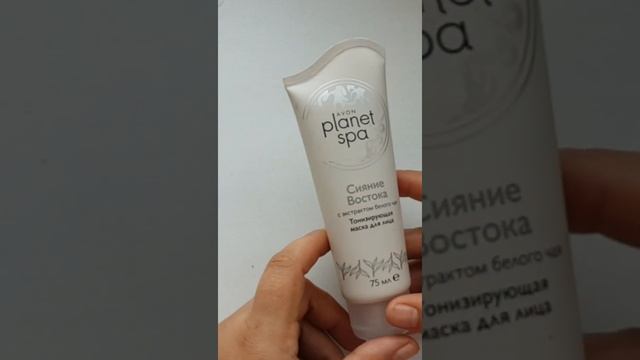 AVON
planet
spa
Сияние
Востока
с экстрактом белого чая
Тонизирующая
маска для лица
75 мл e